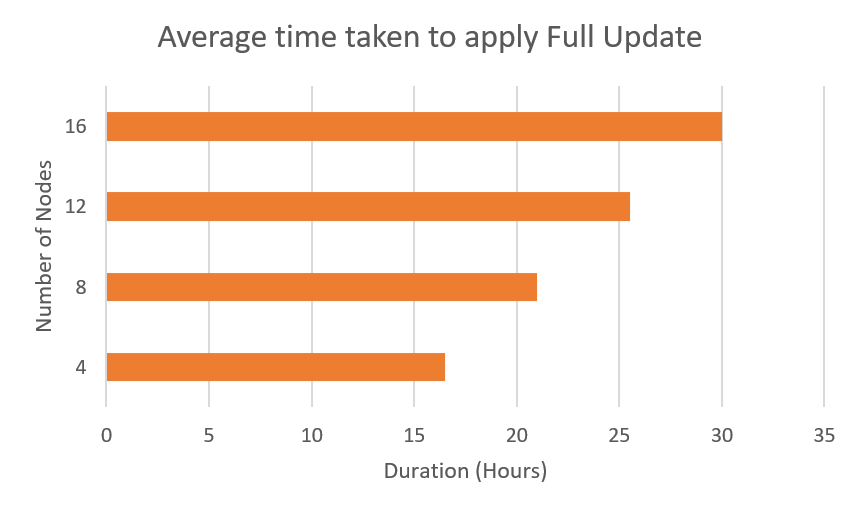 Average time taken to apply Full Update
Number of Nodes
16
12
8
4
0 5 10 15 20 25 30 35
Duration (Hours)